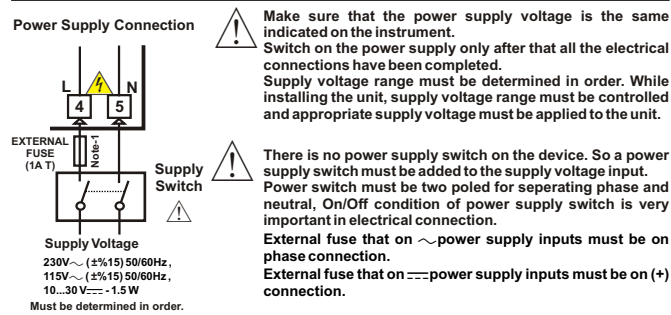 Power Supply Connection
L
N
4
5
EXTERNAL
FUSE
(1A T)
Note-1
Supply
Switch
Supply Voltage
230V～ (±%15) 50/60Hz ,
115V～ (±%15) 50/60Hz ,
10...30 V⎓ - 1.5 W
Must be determined in order.
Make sure that the power supply voltage is the same
indicated on the instrument.
Switch on the power supply only after that all the electrical
connections have been completed.
Supply voltage range must be determined in order. While
installing the unit, supply voltage range must be controlled
and appropriate supply voltage must be applied to the unit.
There is no power supply switch on the device. So a power
supply switch must be added to the supply voltage input.
Power switch must be two poled for seperating phase and
neutral, On/Off condition of power supply switch is very
important in electrical connection.
External fuse that on ～power supply inputs must be on
phase connection.
External fuse that on ⎓power supply inputs must be on (+)
connection.